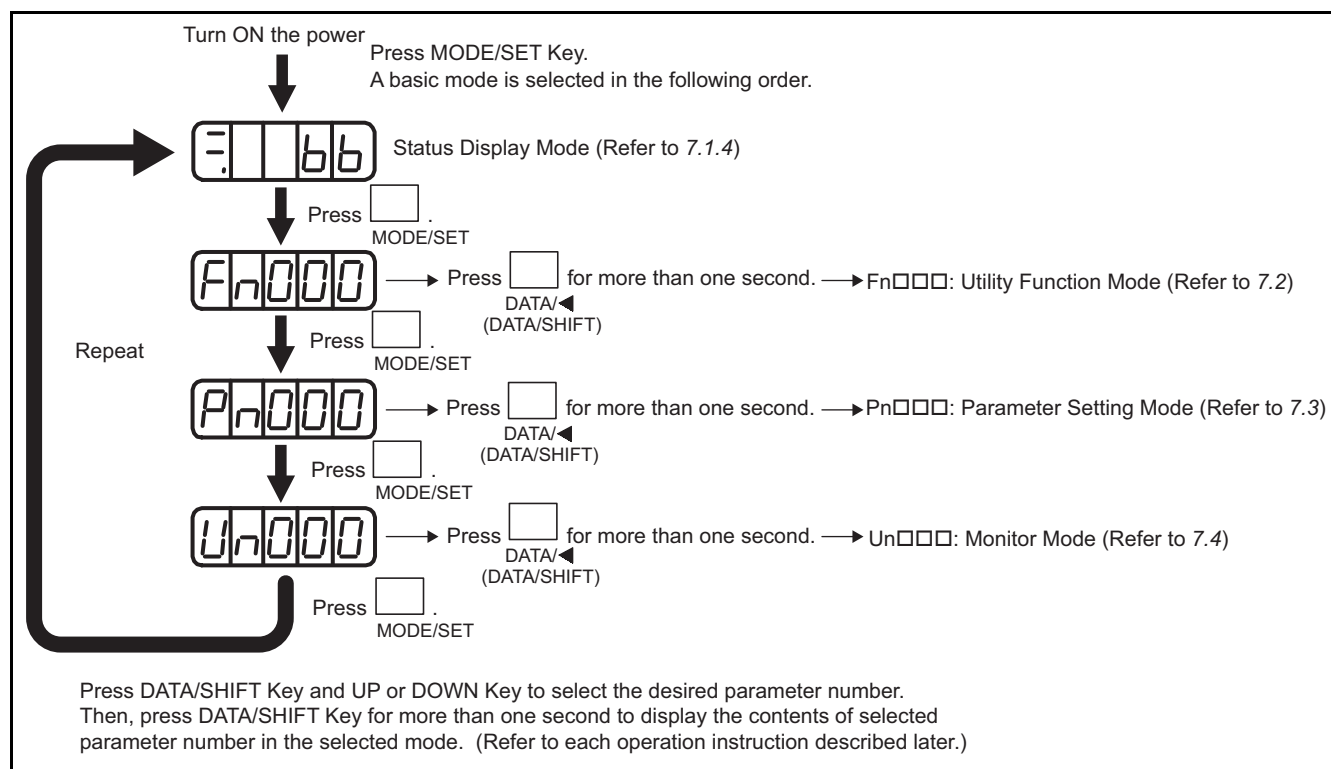 Turn ON the power
Press MODE/SET Key.
A basic mode is selected in the following order.
bb
Status Display Mode (Refer to 7.1.4)
Press .
MODE/SET
Fn000
Press for more than one second.
DATA/◀
(DATA/SHIFT)
Fn□□□: Utility Function Mode (Refer to 7.2)
Press .
MODE/SET
Repeat
Pn000
Press for more than one second.
DATA/◀
(DATA/SHIFT)
Pn□□□: Parameter Setting Mode (Refer to 7.3)
Press .
MODE/SET
Un000
Press for more than one second.
DATA/◀
(DATA/SHIFT)
Un□□□: Monitor Mode (Refer to 7.4)
Press .
MODE/SET
Press DATA/SHIFT Key and UP or DOWN Key to select the desired parameter number.
Then, press DATA/SHIFT Key for more than one second to display the contents of selected
parameter number in the selected mode. (Refer to each operation instruction described later.)